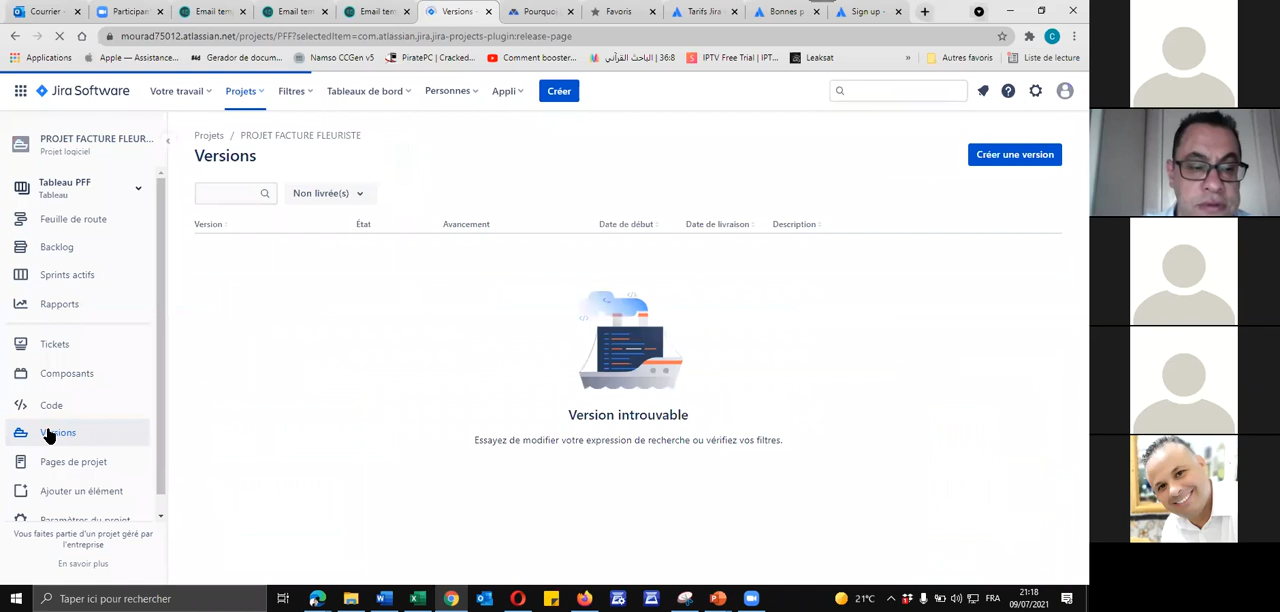 Courrier -
Participant
Email tem
Email tem
Email tem
Versions -
Pourquoi
Favoris
Tarifs Jira
Bonnes p
Sign up -
mourad75012.atlassian.net/projects/PFF?selectedItem=com.atlassian.jira.jira-projects-plugin:release-page
Applications
Apple — Assistance...
Gerador de docum...
Namso CCGen v5
PiratePC | Cracked...
Comment booster...
الباحث القرآني | 36:8
IPTV Free Trial | IPT...
Leaksat
»
Autres favoris
Liste de lecture
Jira Software
Votre travail
Projets
Filtres
Tableaux de bord
Personnes
Appli
Créer
PROJET FACTURE FLEUR...
Projet logiciel
Tableau PFF
Tableau
Feuille de route
Backlog
Sprints actifs
Rapports
Tickets
Composants
Code
Versions
Pages de projet
Ajouter un élément
Paramètres du projet
Vous faites partie d'un projet géré par
l'entreprise
En savoir plus
Projets / PROJET FACTURE FLEURISTE
Versions
Créer une version
Non livrée(s)
Version
État
Avancement
Date de début
Date de livraison
Description
Version introuvable
Essayez de modifier votre expression de recherche ou vérifiez vos filtres.
Taper ici pour rechercher
21°C
FRA
21:18
09/07/2021